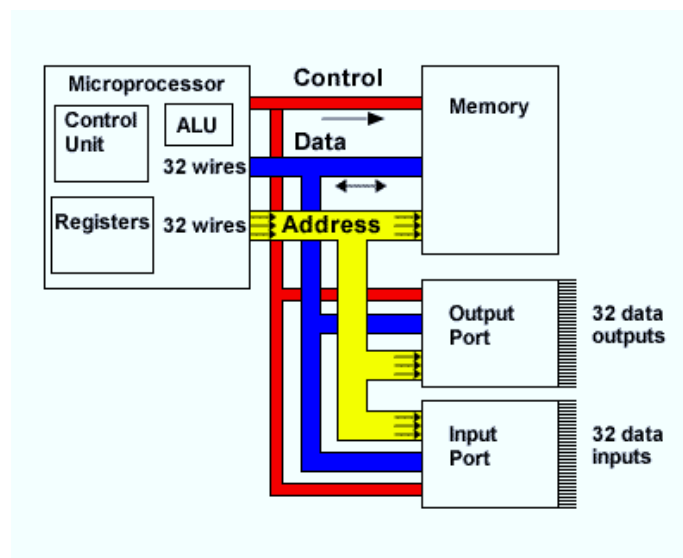 Microprocessor
Control
Unit
ALU
32 wires
Registers
32 wires
Control
Data
Address
Memory
Output
Port
32 data
outputs
Input
Port
32 data
inputs